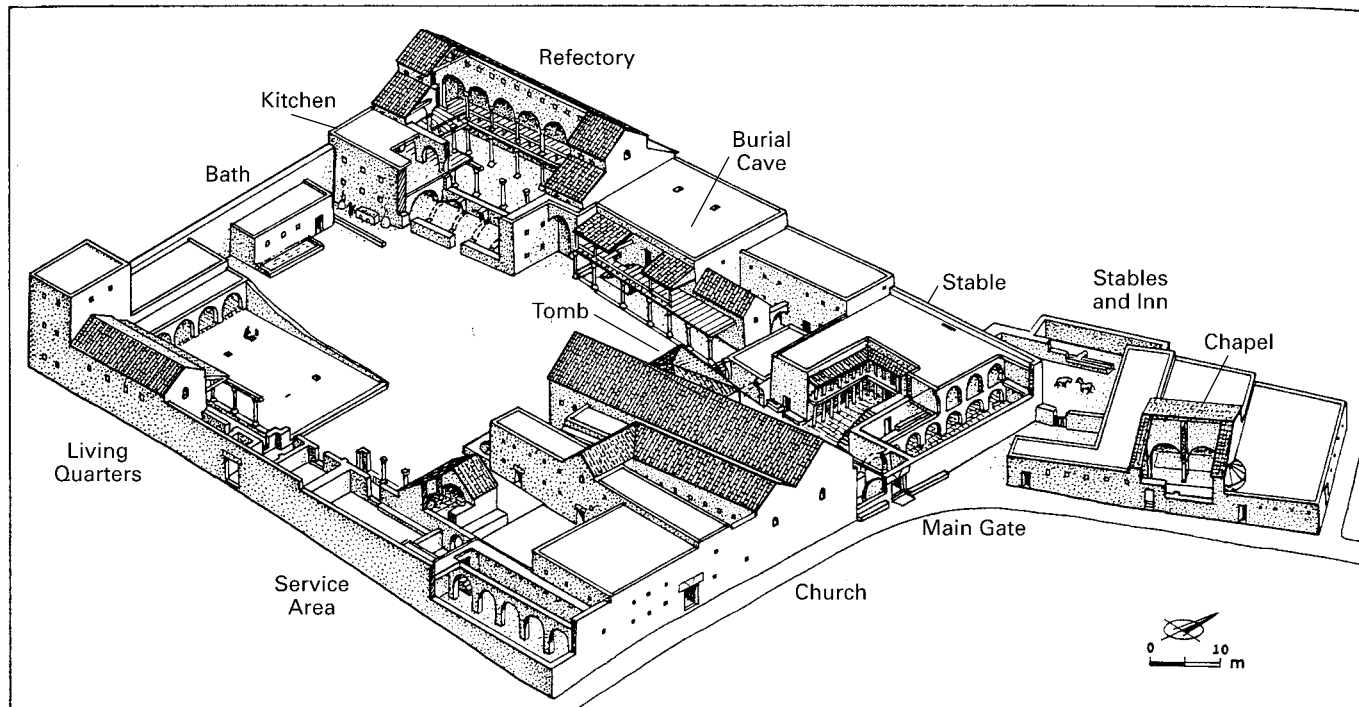 Refectory
Kitchen
Burial
Cave
Bath
Stable
Stables
and Inn
Tomb
Chapel
Living
Quarters
Main Gate
Service
Area
Church
0 10
m